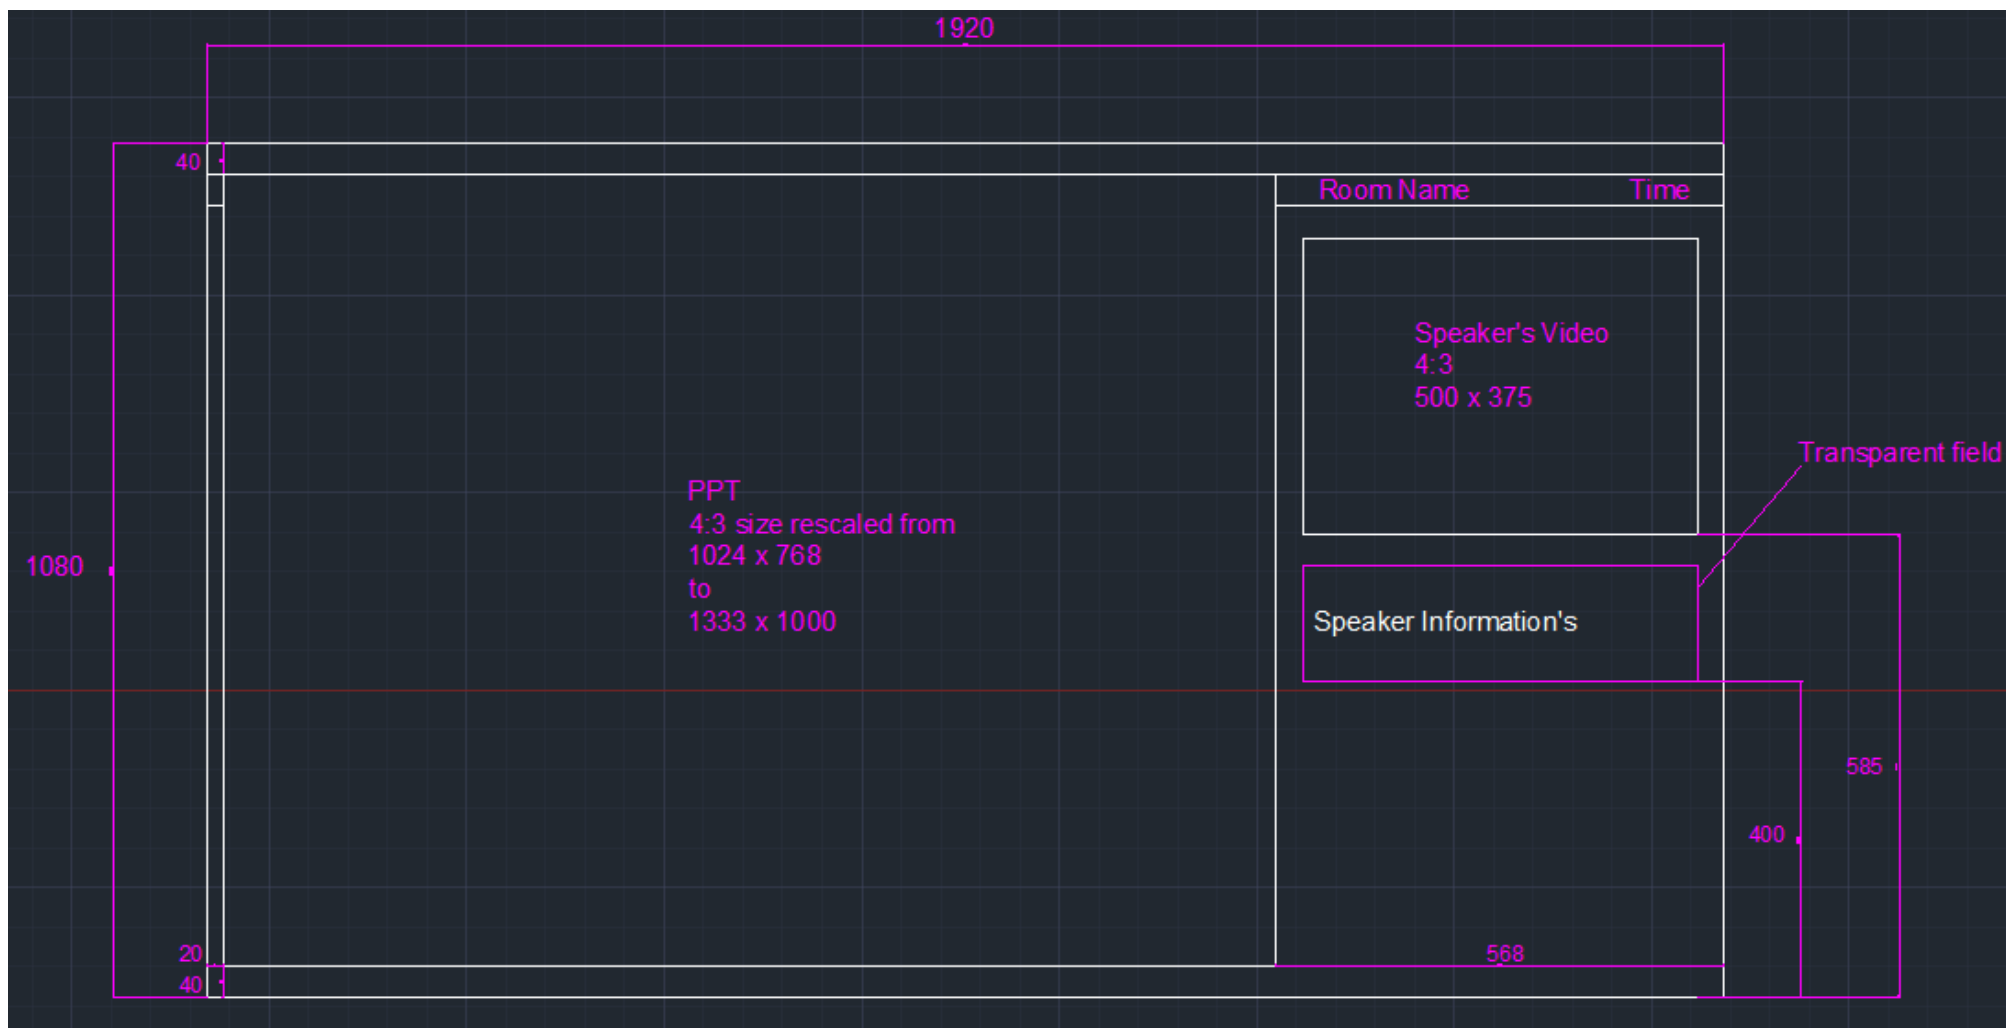 1920
40
Room Name
Time
Speaker's Video
4:3
500 x 375
Transparent field
PPT
4:3 size rescaled from
1024 x 768
to
1333 x 1000
1080
Speaker Information's
585
400
20
568
40